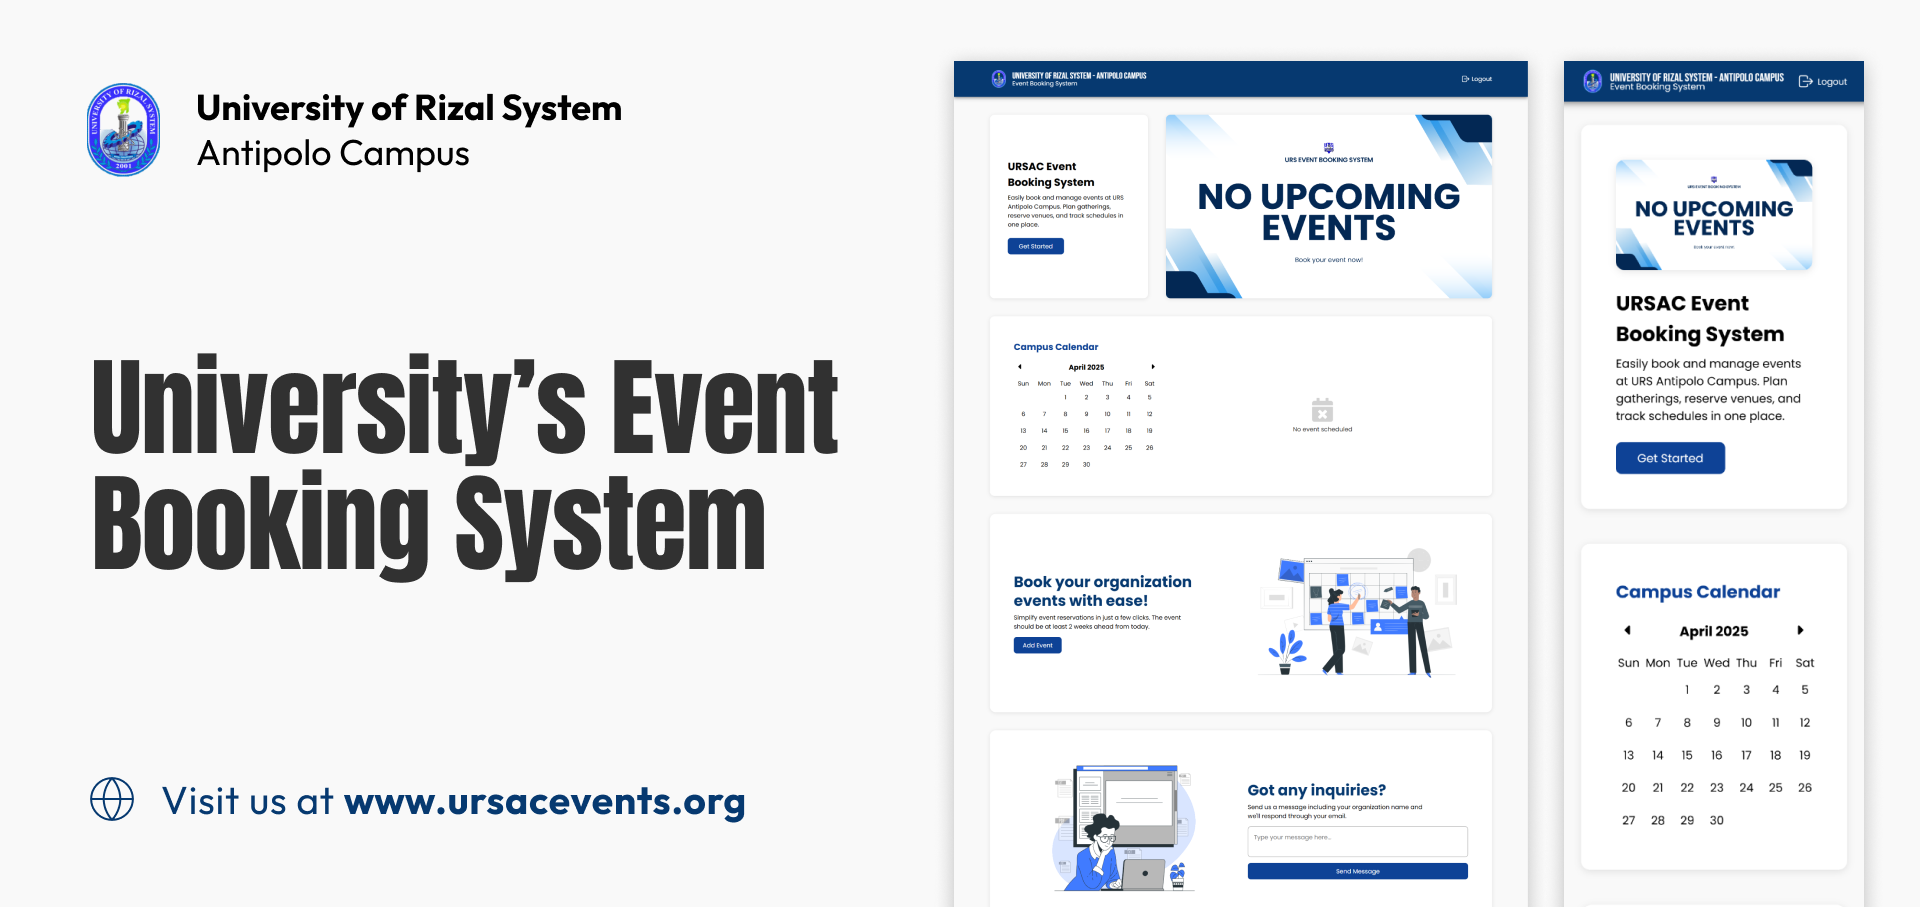 University of Rizal System
Antipolo Campus
UNIVERSITY OF RIZAL SYSTEM
2001
University's Event
Booking System
Visit us at www.ursacevents.org
UNIVERSITY OF RIZAL SYSTEM - ANTIPOLO CAMPUS
Event Booking System
Logout
URSAC Event
Booking System
Easily book and manage events at URS
Antipolo Campus. Plan gatherings,
reserve venues, and track schedules in
one place.
Get Started
URS EVENT BOOKING SYSTEM
NO UPCOMING
EVENTS
Book your event now!
Campus Calendar
April 2025
Sun Mon Tue Wed Thu Fri Sat
1 2 3 4 5
6 7 8 9 10 11 12
13 14 15 16 17 18 19
20 21 22 23 24 25 26
27 28 29 30
No event scheduled
Book your organization
events with ease!
Simplify event reservations in just a few clicks. The event
should be at least 2 weeks ahead from today.
Add Event
Got any inquiries?
Send us a message including your organization name and
we'll respond through your email.
Type your message here...
Send Message
UNIVERSITY OF RIZAL SYSTEM - ANTIPOLO CAMPUS
Event Booking System
Logout
URS EVENT BOOKING SYSTEM
NO UPCOMING
EVENTS
Book your event now!
URSAC Event
Booking System
Easily book and manage events
at URS Antipolo Campus. Plan
gatherings, reserve venues, and
track schedules in one place.
Get Started
Campus Calendar
April 2025
Sun Mon Tue Wed Thu Fri Sat
1 2 3 4 5
6 7 8 9 10 11 12
13 14 15 16 17 18 19
20 21 22 23 24 25 26
27 28 29 30